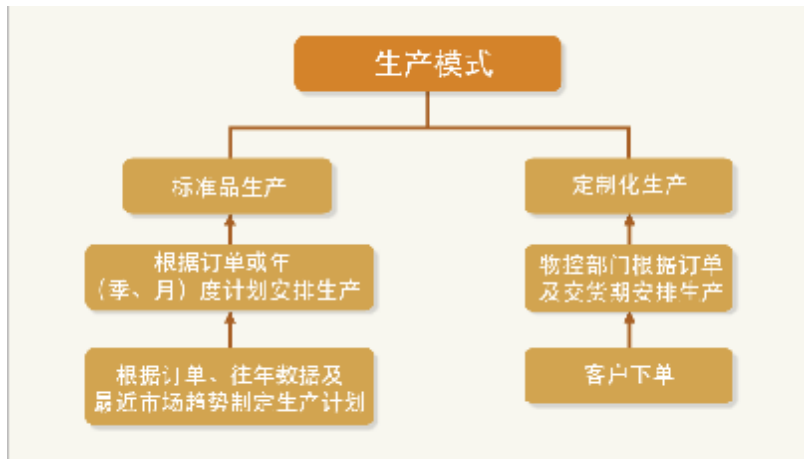 生产模式
标准品生产
定制化生产
根据订单或年
（季、月）度计划安排生产
物控部门根据订单
及交货期安排生产
根据订单、往年数据及
最近市场趋势制定生产计划
客户下单